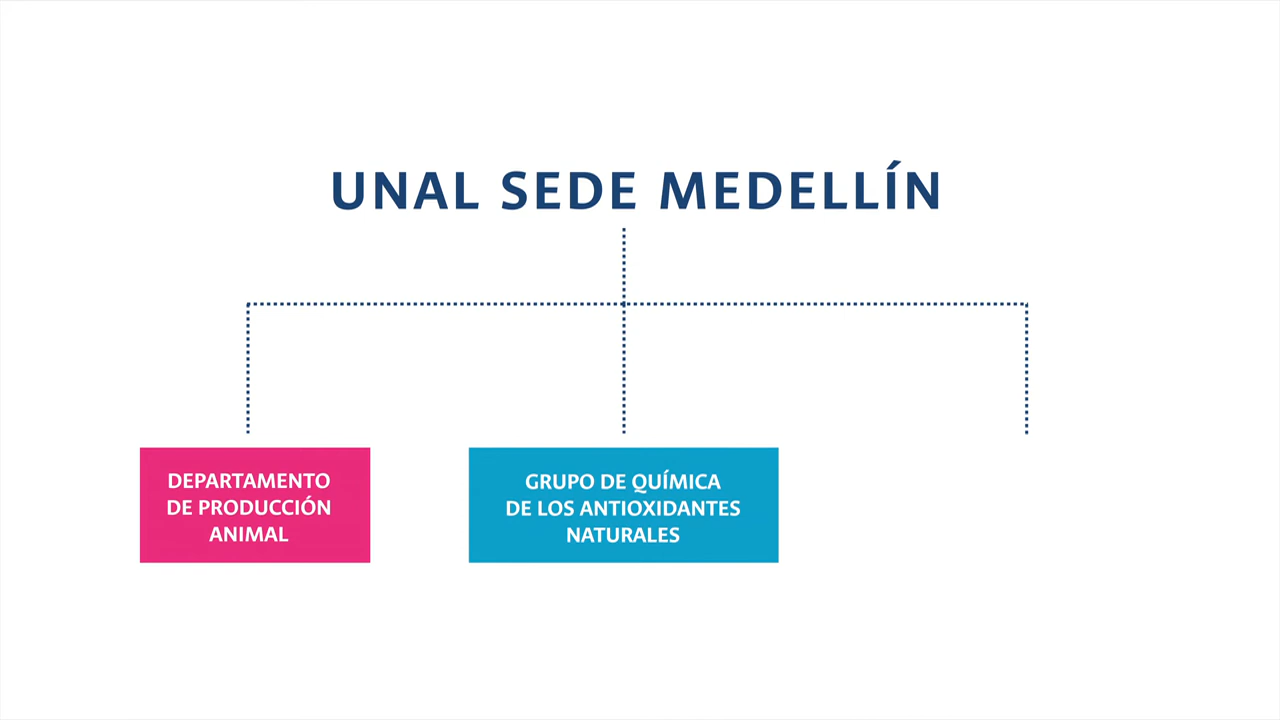 UNAL SEDE MEDELLÍN
DEPARTAMENTO
DE PRODUCCIÓN
ANIMAL
GRUPO DE QUÍMICA
DE LOS ANTIOXIDANTES
NATURALES